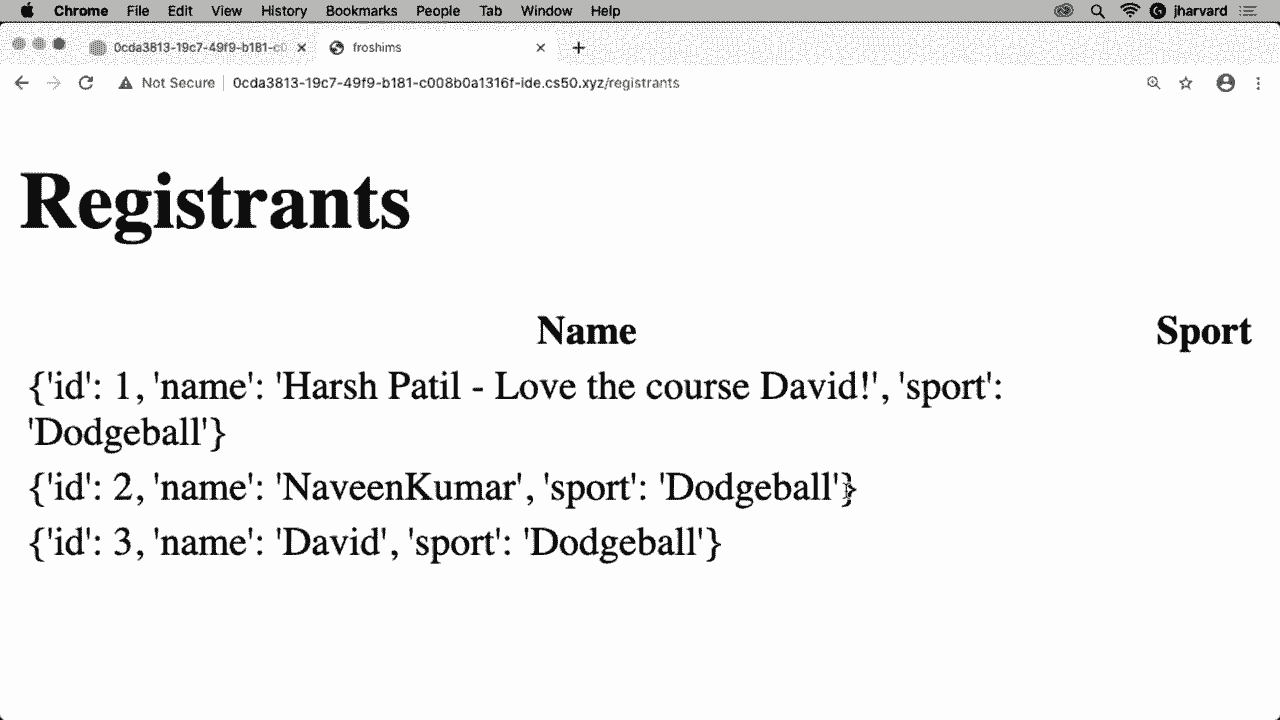 Chrome File Edit View History Bookmarks People Tab Window Help jharvard
0cda3813-19c7-49f9-b181-c0 froshims
Not Secure 0cda3813-19c7-49f9-b181-c008b0a1316f-ide.cs50.xyz/registrants
Registrants
Name Sport
{'id': 1, 'name': 'Harsh Patil - Love the course David!', 'sport':
'Dodgeball'}
{'id': 2, 'name': 'NaveenKumar', 'sport': 'Dodgeball'}
{'id': 3, 'name': 'David', 'sport': 'Dodgeball'}